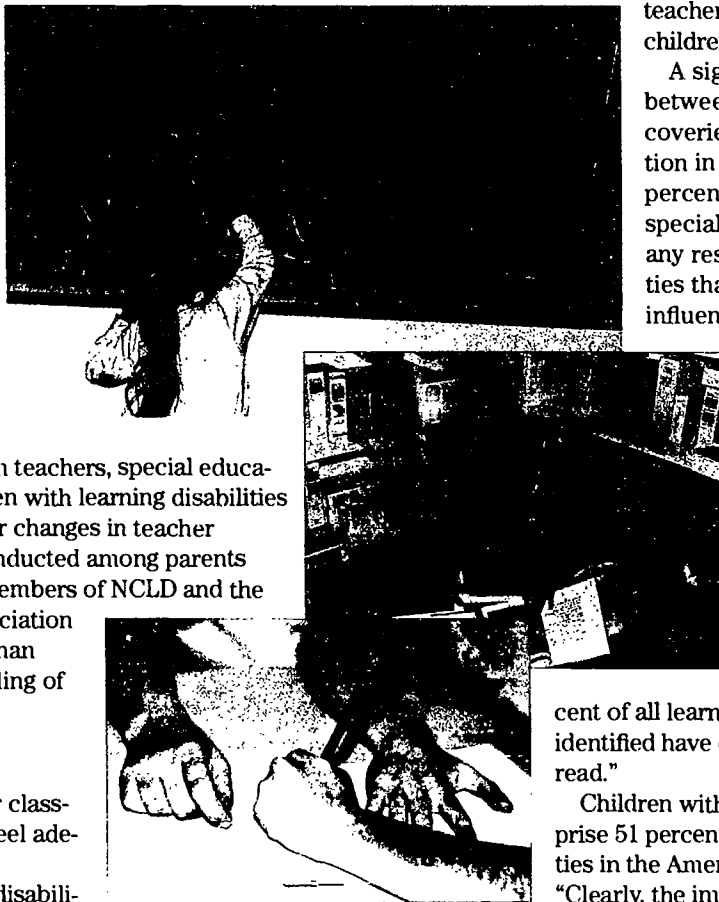 n teachers, special educa-
en with learning disabilities
r changes in teacher
nducted among parents
embers of NCLD and the
ciation
han
ling of
r class-
eel ade-
disabili-
teacher
childre
A sig
betwee
coverie
tion in
percen
special
any res
ties tha
influen
cent of all learn
identified have
read.”
Children with
prise 51 percen
ties in the Amer
“Clearly, the im